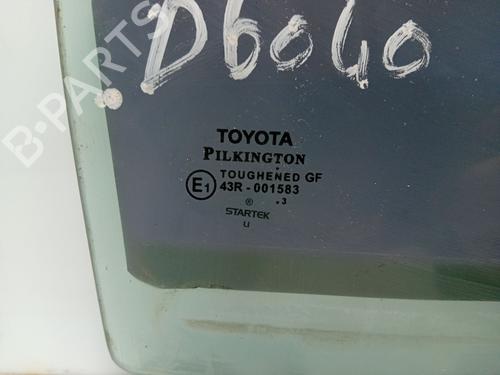 B-PARTS
D6040
TOYOTA
PILKINGTON
TOUGHENED GF
E1 43R-001583
. 3
®
STARTEK
u